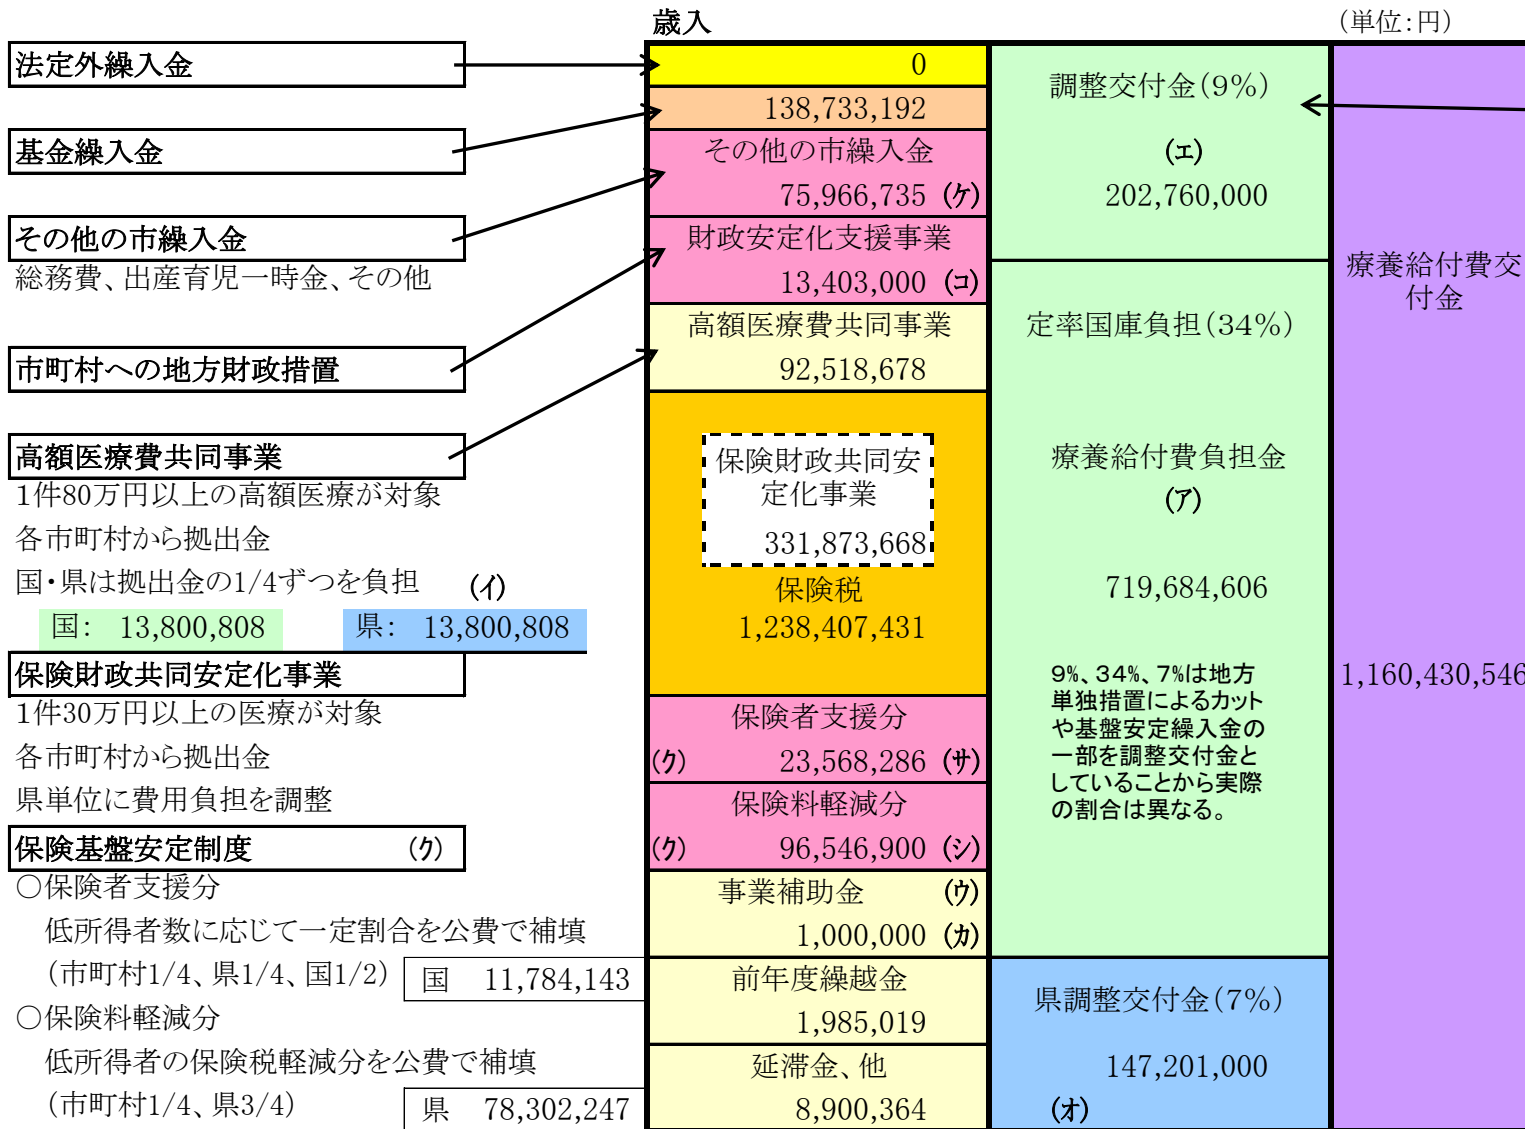 歳入
(単位:円)
法定外繰入金
基金繰入金
その他の市繰入金
総務費、出産育児一時金、その他
市町村への地方財政措置
高額医療費共同事業
1件80万円以上の高額医療が対象
各市町村から拠出金
国・県は拠出金の1/4ずつを負担 (イ)
国: 13,800,808 県: 13,800,808
保険財政共同安定化事業
1件30万円以上の医療が対象
各市町村から拠出金
県単位に費用負担を調整
保険基盤安定制度 (ク)
○保険者支援分
低所得者数に応じて一定割合を公費で補填
(市町村1/4、県1/4、国1/2) 国 11,784,143
○保険料軽減分
低所得者の保険税軽減分を公費で補填
(市町村1/4、県3/4) 県 78,302,247
0
138,733,192
その他の市繰入金
75,966,735 (ケ)
財政安定化支援事業
13,403,000 (コ)
高額医療費共同事業
92,518,678
保険財政共同安
定化事業
331,873,668
保険税
1,238,407,431
保険者支援分
(ク) 23,568,286 (サ)
保険料軽減分
(ク) 96,546,900 (シ)
事業補助金 (ウ)
1,000,000 (カ)
前年度繰越金
1,985,019
延滞金、他
8,900,364
調整交付金(9%)
(エ)
202,760,000
定率国庫負担(34%)
療養給付費負担金
(ア)
719,684,606
9%、34%、7%は地方
単独措置によるカット
や基盤安定繰入金の
一部を調整交付金と
していることから実際
の割合は異なる。
県調整交付金(7%)
147,201,000
(オ)
療養給付費交
付金
1,160,430,546